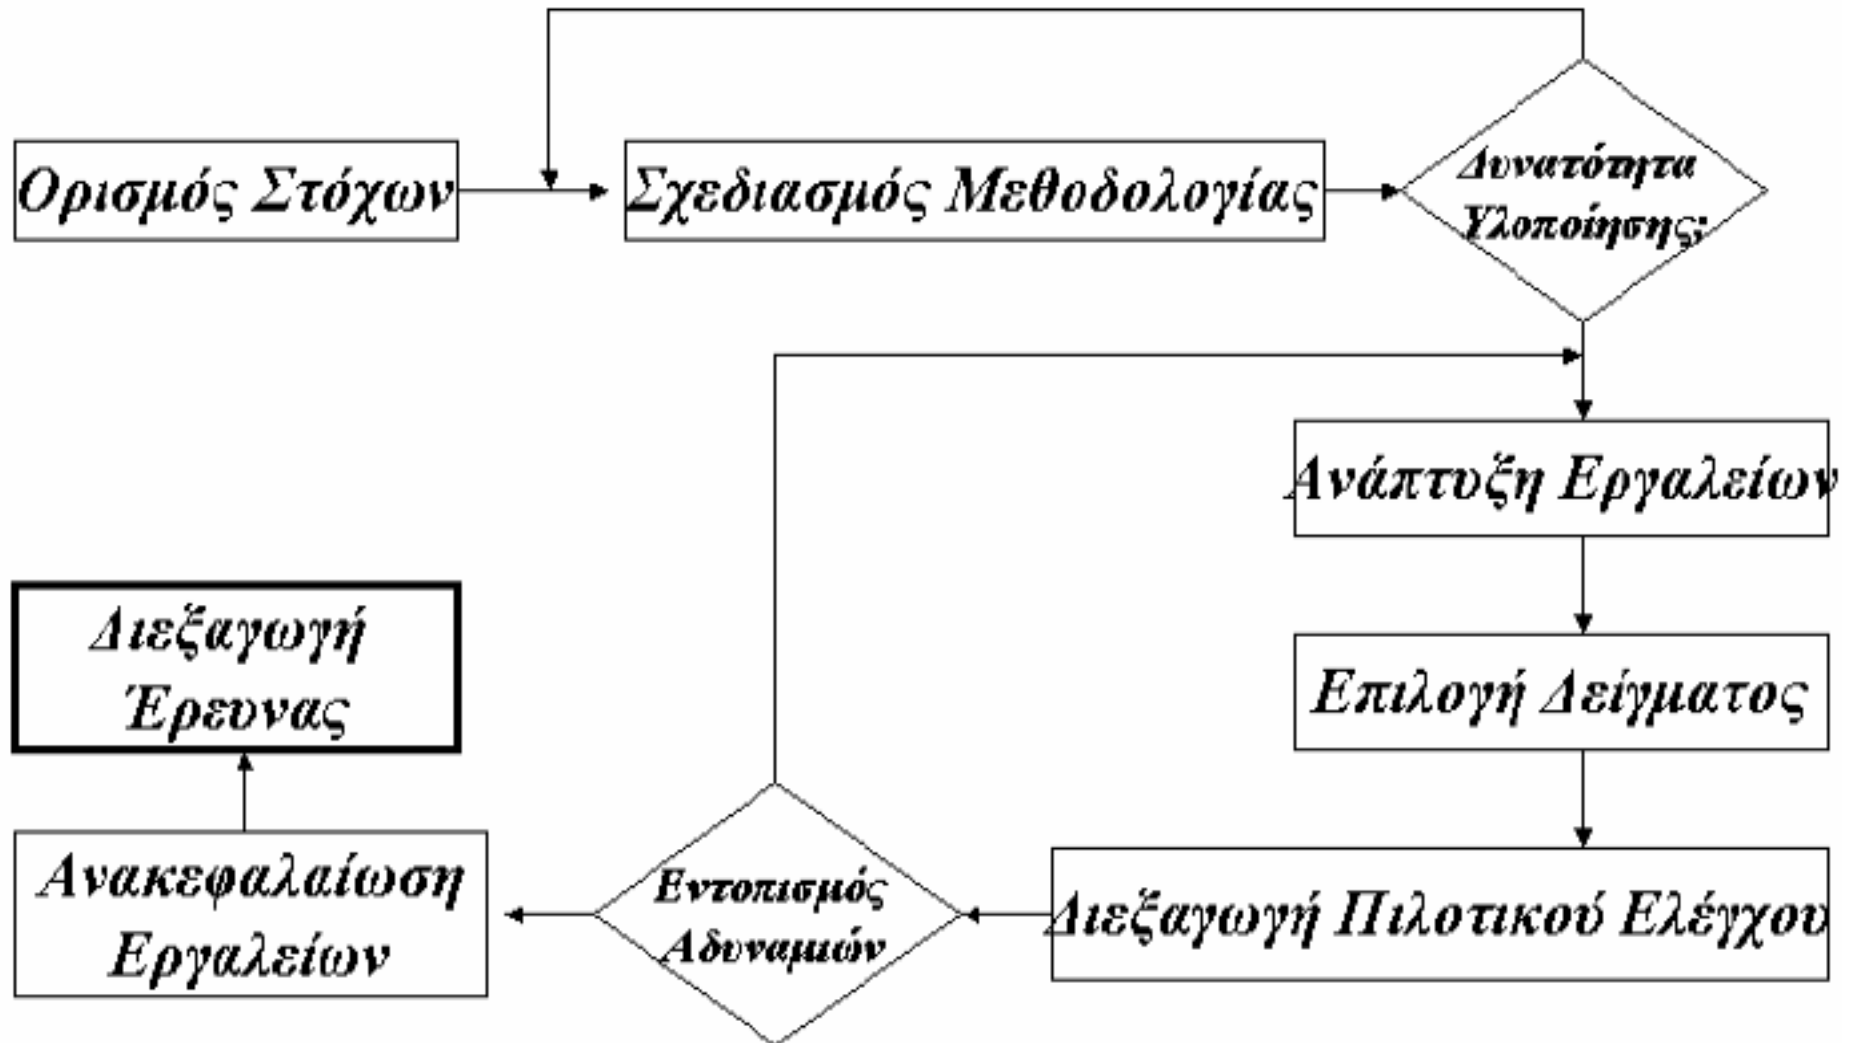 Ορισμός Στόχων
Σχεδιασμός Μεθοδολογίας
Δυνατότητα
Υλοποίησης;
Ανάπτυξη Εργαλείων
Επιλογή Δείγματος
Διεξαγωγή Πιλοτικού Ελέγχου
Εντοπισμός
Αδυναμιών
Ανακεφαλαίωση
Εργαλείων
Διεξαγωγή
Έρευνας